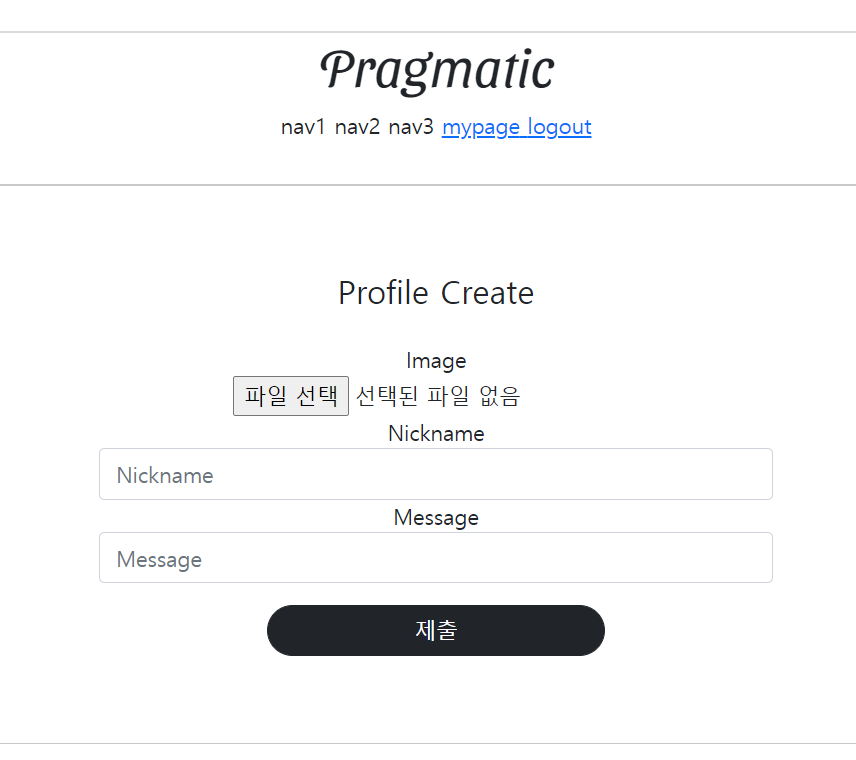 Pragmatic
nav1 nav2 nav3 mypage logout
Profile Create
Image
파일 선택 선택된 파일 없음
Nickname
Nickname
Message
Message
제출